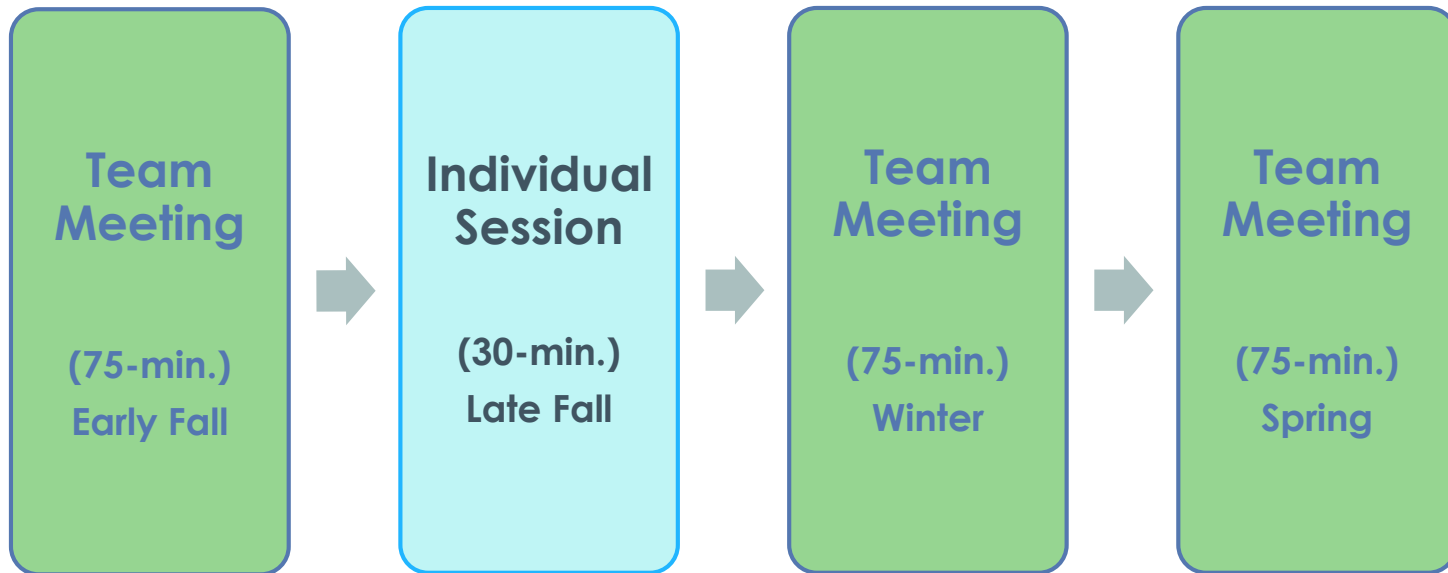 Team
Meeting
(75-min.)
Early Fall
Individual
Session
(30-min.)
Late Fall
Team
Meeting
(75-min.)
Winter
Team
Meeting
(75-min.)
Spring